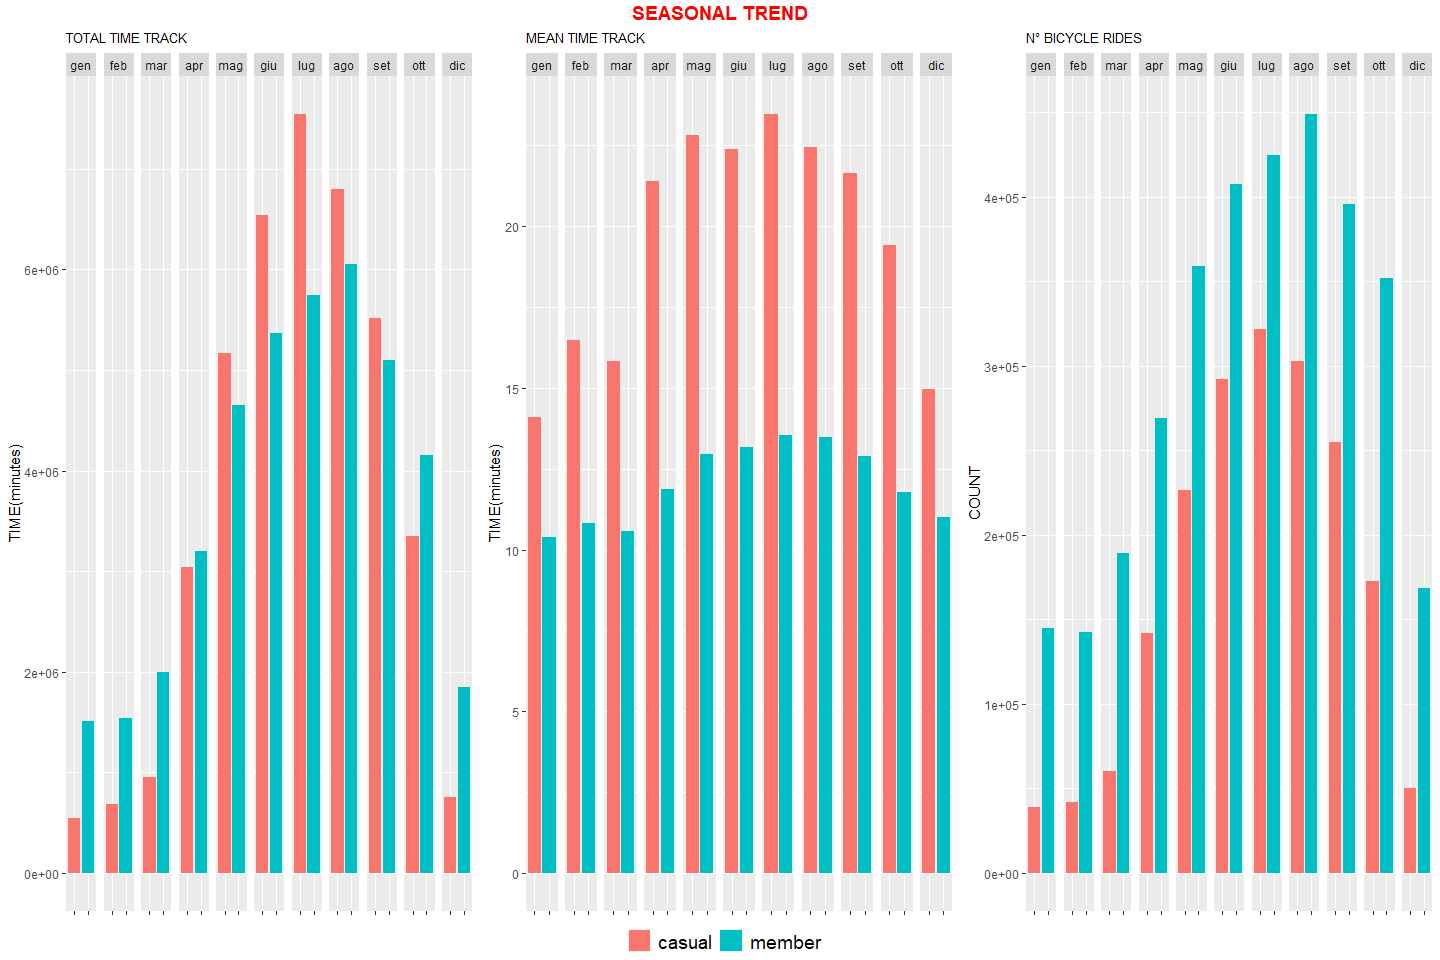 SEASONAL TREND
TOTAL TIME TRACK
gen feb mar apr mag giu lug ago set ott dic
6e+06
4e+06
2e+06
0e+00
TIME(minutes)
MEAN TIME TRACK
gen feb mar apr mag giu lug ago set ott dic
20
15
10
5
0
TIME(minutes)
N° BICYCLE RIDES
gen feb mar apr mag giu lug ago set ott dic
4e+05
3e+05
2e+05
1e+05
0e+00
COUNT
casual member